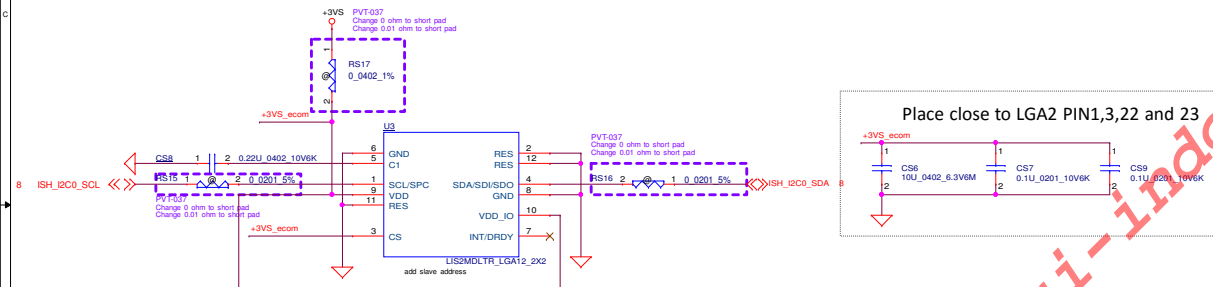 C
+3VS
PVT-037
Change 0 ohm to short pad
Change 0.01 ohm to short pad
1
RS17
@
0_0402_1%
2
+3VS_ecom
U3
CS8
1
2
0.22U_0402_10V6K
6
GND
5
C1
RES
2
RES
12
PVT-037
Change 0 ohm to short pad
Change 0.01 ohm to short pad
8
ISH_I2C0_SCL
RS15
1
@
2
0_0201_5%
1
SCL/SPC
9
VDD
11
RES
SDA/SDI/SDO
4
GND
8
RS16
2
@
1
0_0201_5%
ISH_I2C0_SDA
8
PVT-037
Change 0 ohm to short pad
Change 0.01 ohm to short pad
VDD_IO
10
+3VS_ecom
3
CS
INT/DRDY
7
LIS2MDLTR_LGA12_2X2
add slave address
Place close to LGA2 PIN1,3,22 and 23
+3VS_ecom
1
CS6
10U_0402_6.3V6M
2
1
CS7
0.1U_0201_10V6K
2
1
CS9
0.1U_0201_10V6K
2